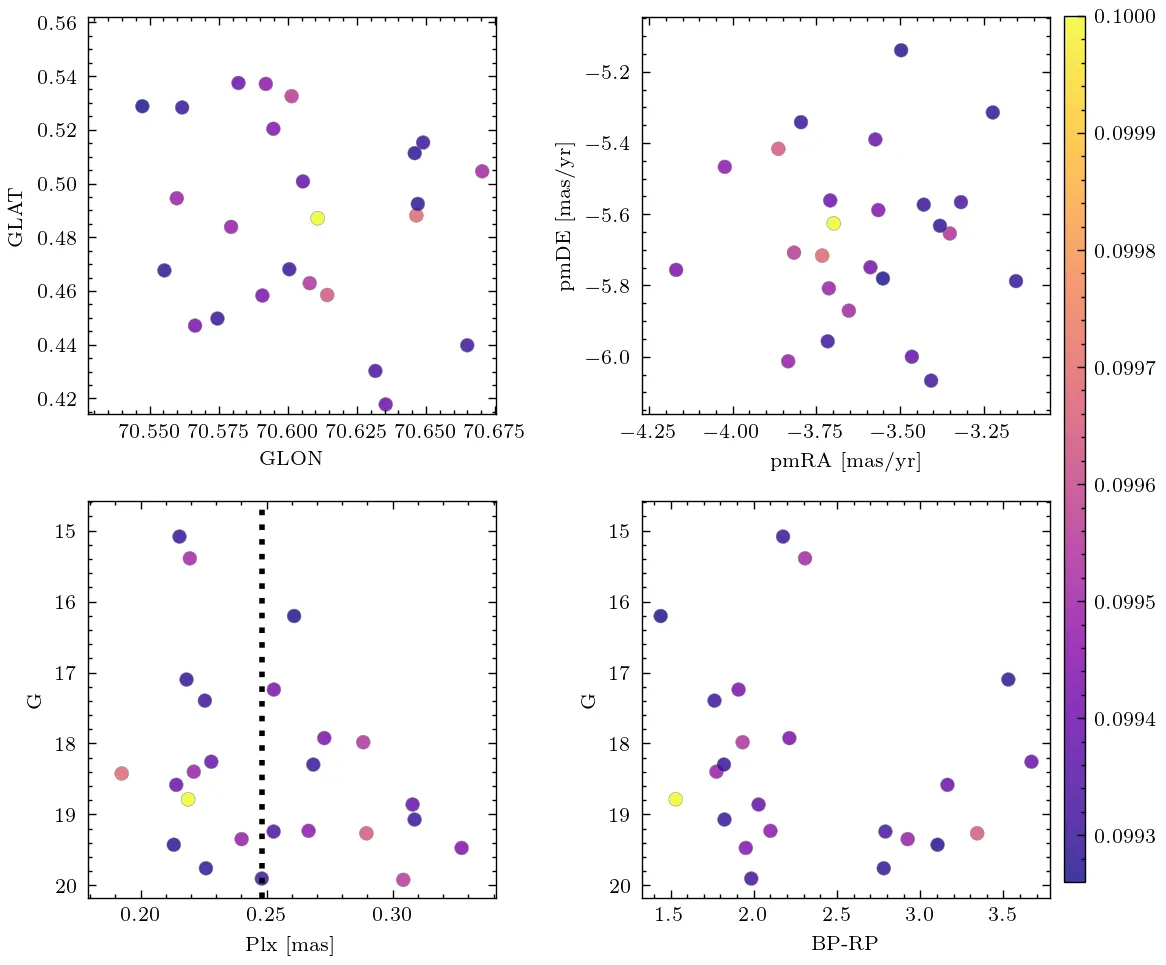 0.56
0.54
0.52
0.50
0.48
0.46
0.44
0.42
GLAT
70.550 70.575 70.600 70.625 70.650 70.675
GLON
−5.2
−5.4
−5.6
−5.8
−6.0
pmDE [mas/yr]
−4.25 −4.00 −3.75 −3.50 −3.25
pmRA [mas/yr]
15
16
17
18
19
20
G
0.20 0.25 0.30
Plx [mas]
15
16
17
18
19
20
G
1.5 2.0 2.5 3.0 3.5
BP-RP
0.1000
0.0999
0.0998
0.0997
0.0996
0.0995
0.0994
0.0993